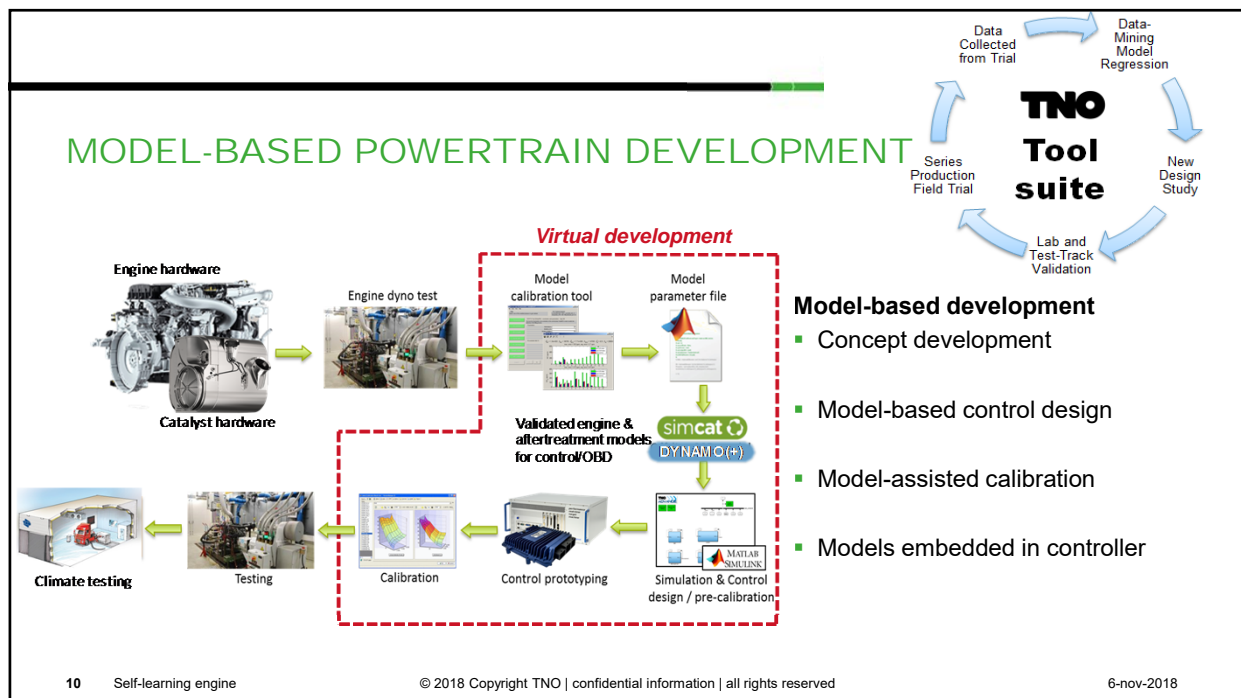 Data
Collected
from Trial
Data-
Mining
Model
Regression
TNO
Tool
suite
Series
Production
Field Trial
New
Design
Study
Lab and
Test-Track
Validation
MODEL-BASED POWERTRAIN DEVELOPMENT
Virtual development
Engine hardware
Catalyst hardware
Engine dyno test
Model
calibration tool
Model
parameter file
Validated engine &
aftertreatment models
for control/OBD
simcat
DYNAMO(+)
Climate testing
Testing
Calibration
Control prototyping
TNO
MATLAB
SIMULINK
Simulation & Control
design / pre-calibration
Model-based development
▪ Concept development
▪ Model-based control design
▪ Model-assisted calibration
▪ Models embedded in controller
10 Self-learning engine © 2018 Copyright TNO | confidential information | all rights reserved 6-nov-2018